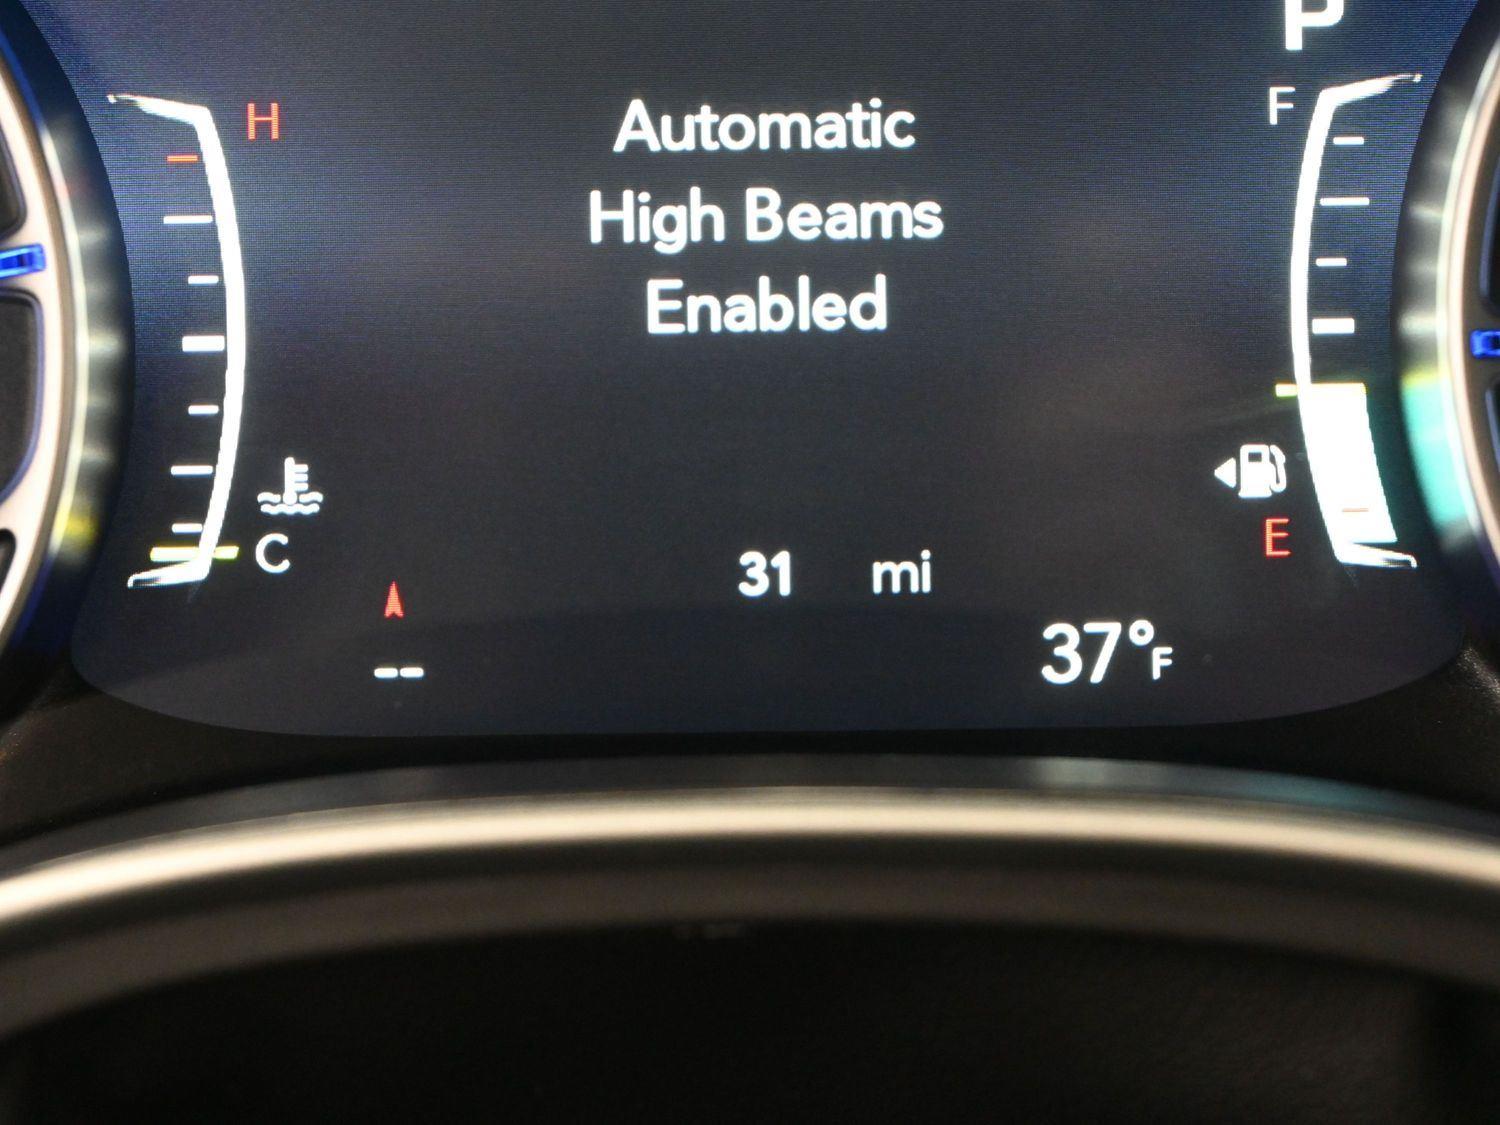 P
H
F
Automatic
High Beams
Enabled
E
C
31 mi
--
37°F